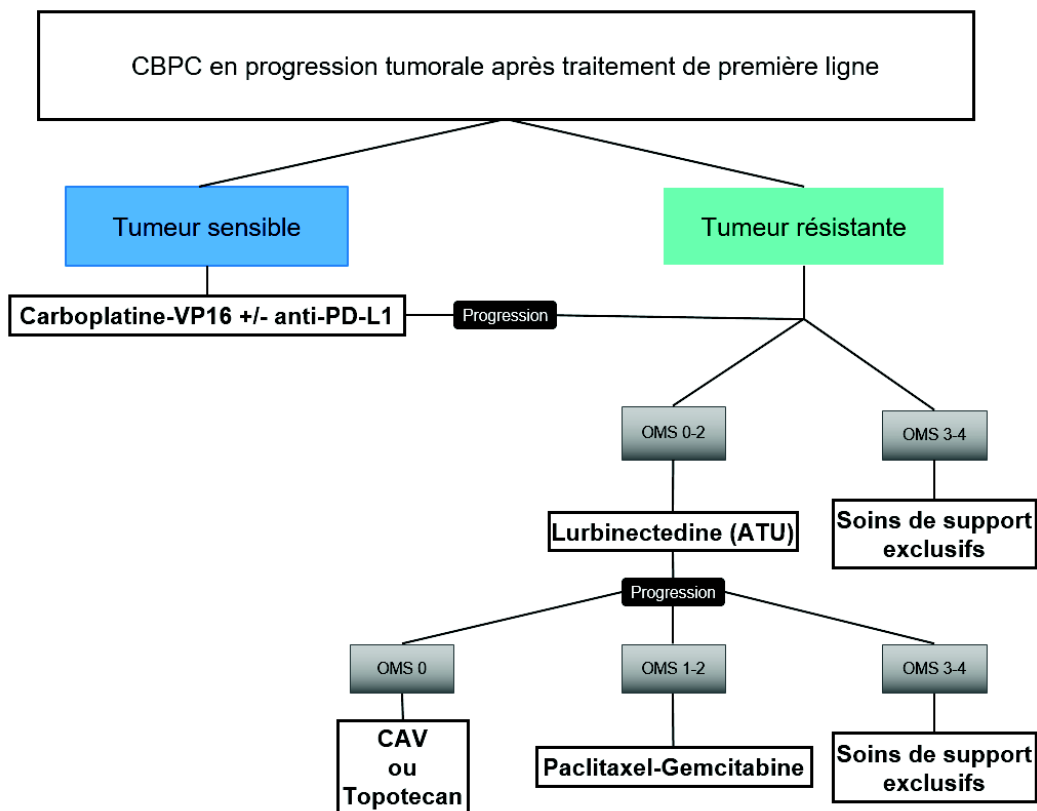 CBPC en progression tumorale après traitement de première ligne
Tumeur sensible
Tumeur résistante
Carboplatine-VP16 +/- anti-PD-L1
Progression
OMS 0-2
OMS 3-4
Lurbinectedine (ATU)
Soins de support
exclusifs
Progression
OMS 0
OMS 1-2
OMS 3-4
CAV
ou
Topotecan
Paclitaxel-Gemcitabine
Soins de support
exclusifs